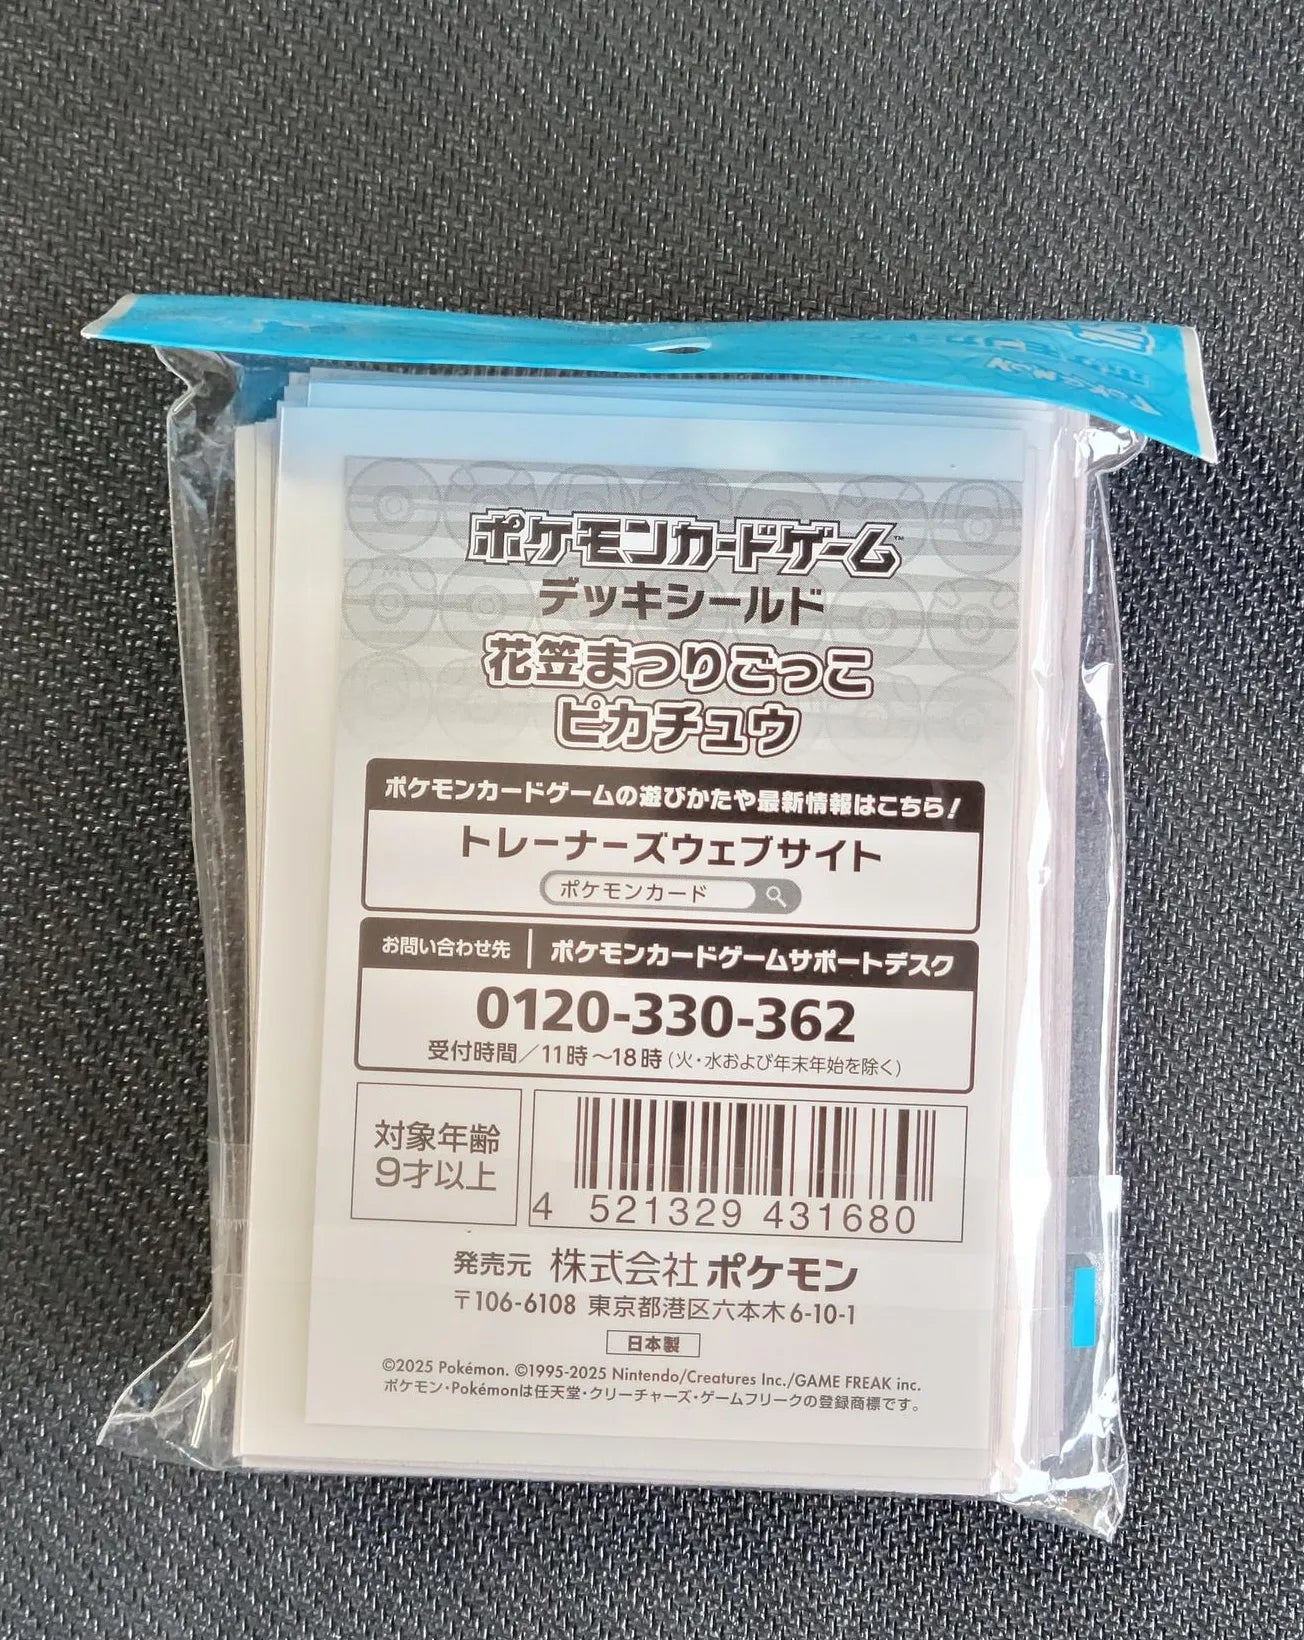 ポケモンカードゲーム™
デッキシールド
花笠まつりごっこ
ピカチュウ
ポケモンカードゲームの遊びかたや最新情報はこちら!
トレーナーズウェブサイト
ポケモンカード
お問い合わせ先 ポケモンカードゲームサポートデスク
0120-330-362
受付時間/11時~18時(火・水および年末年始を除く)
対象年齢
9才以上
4 521329 431680
発売元 株式会社ポケモン
〒106-6108 東京都港区六本木6-10-1
日本製
©2025 Pokémon. ©1995-2025 Nintendo/Creatures Inc./GAME FREAK inc.
ポケモン・Pokémonは任天堂・クリーチャーズ・ゲームフリークの登録商標です。